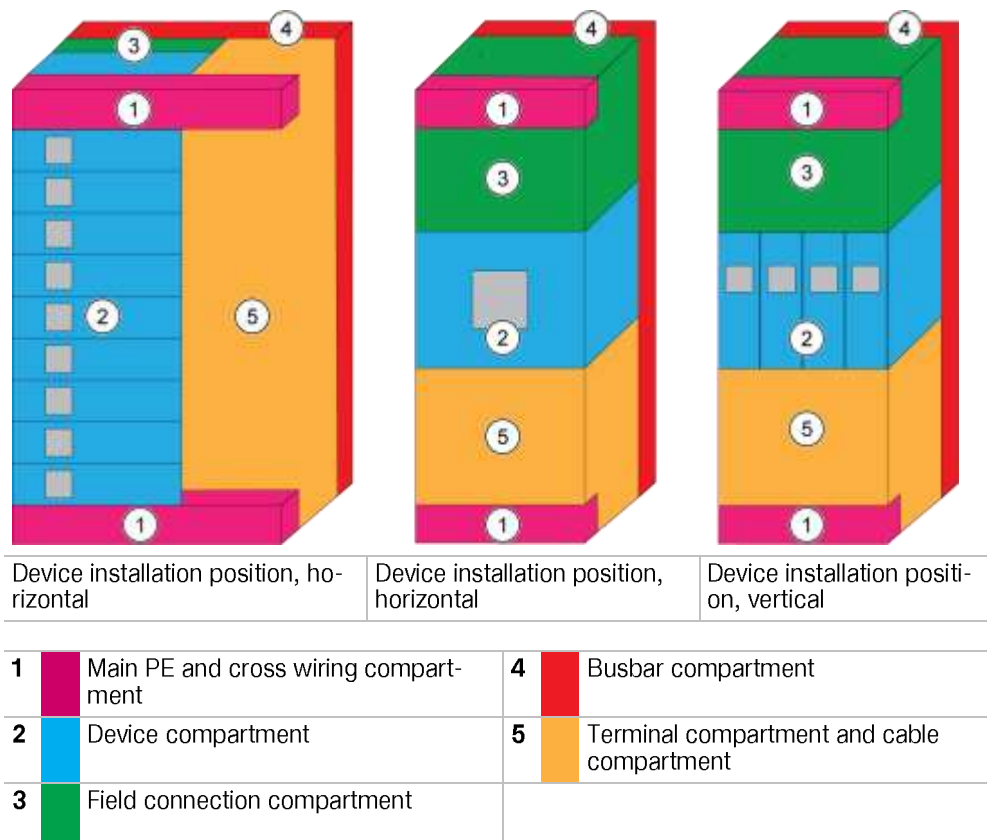 4
4
4
3
1
1
1
3
3
2
5
2
2
5
5
1
1
1
Device installation position, ho-
rizontal
Device installation position,
horizontal
Device installation positi-
on, vertical
1 Main PE and cross wiring compart-
ment
4 Busbar compartment
2 Device compartment
5 Terminal compartment and cable
compartment
3 Field connection compartment